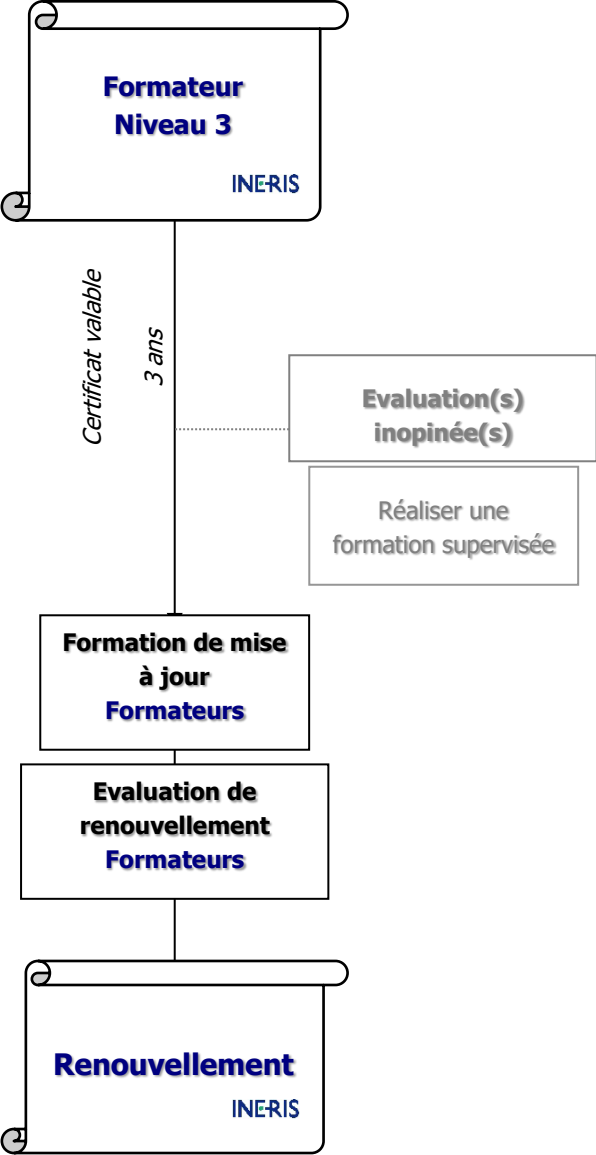 Formateur
Niveau 3
INERIS
Certificat valable
3 ans
Evaluation(s)
inopinée(s)
Réaliser une
formation supervisée
Formation de mise
à jour
Formateurs
Evaluation de
renouvellement
Formateurs
Renouvellement
INERIS